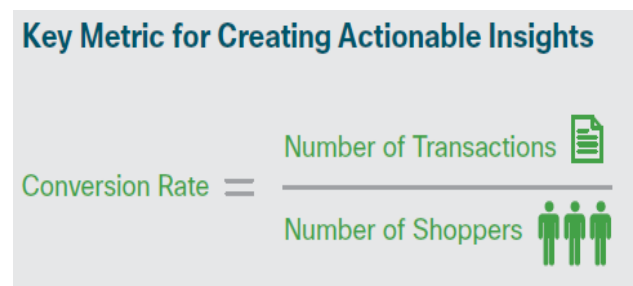 Key Metric for Creating Actionable Insights
Number of Transactions
Conversion Rate =
Number of Shoppers